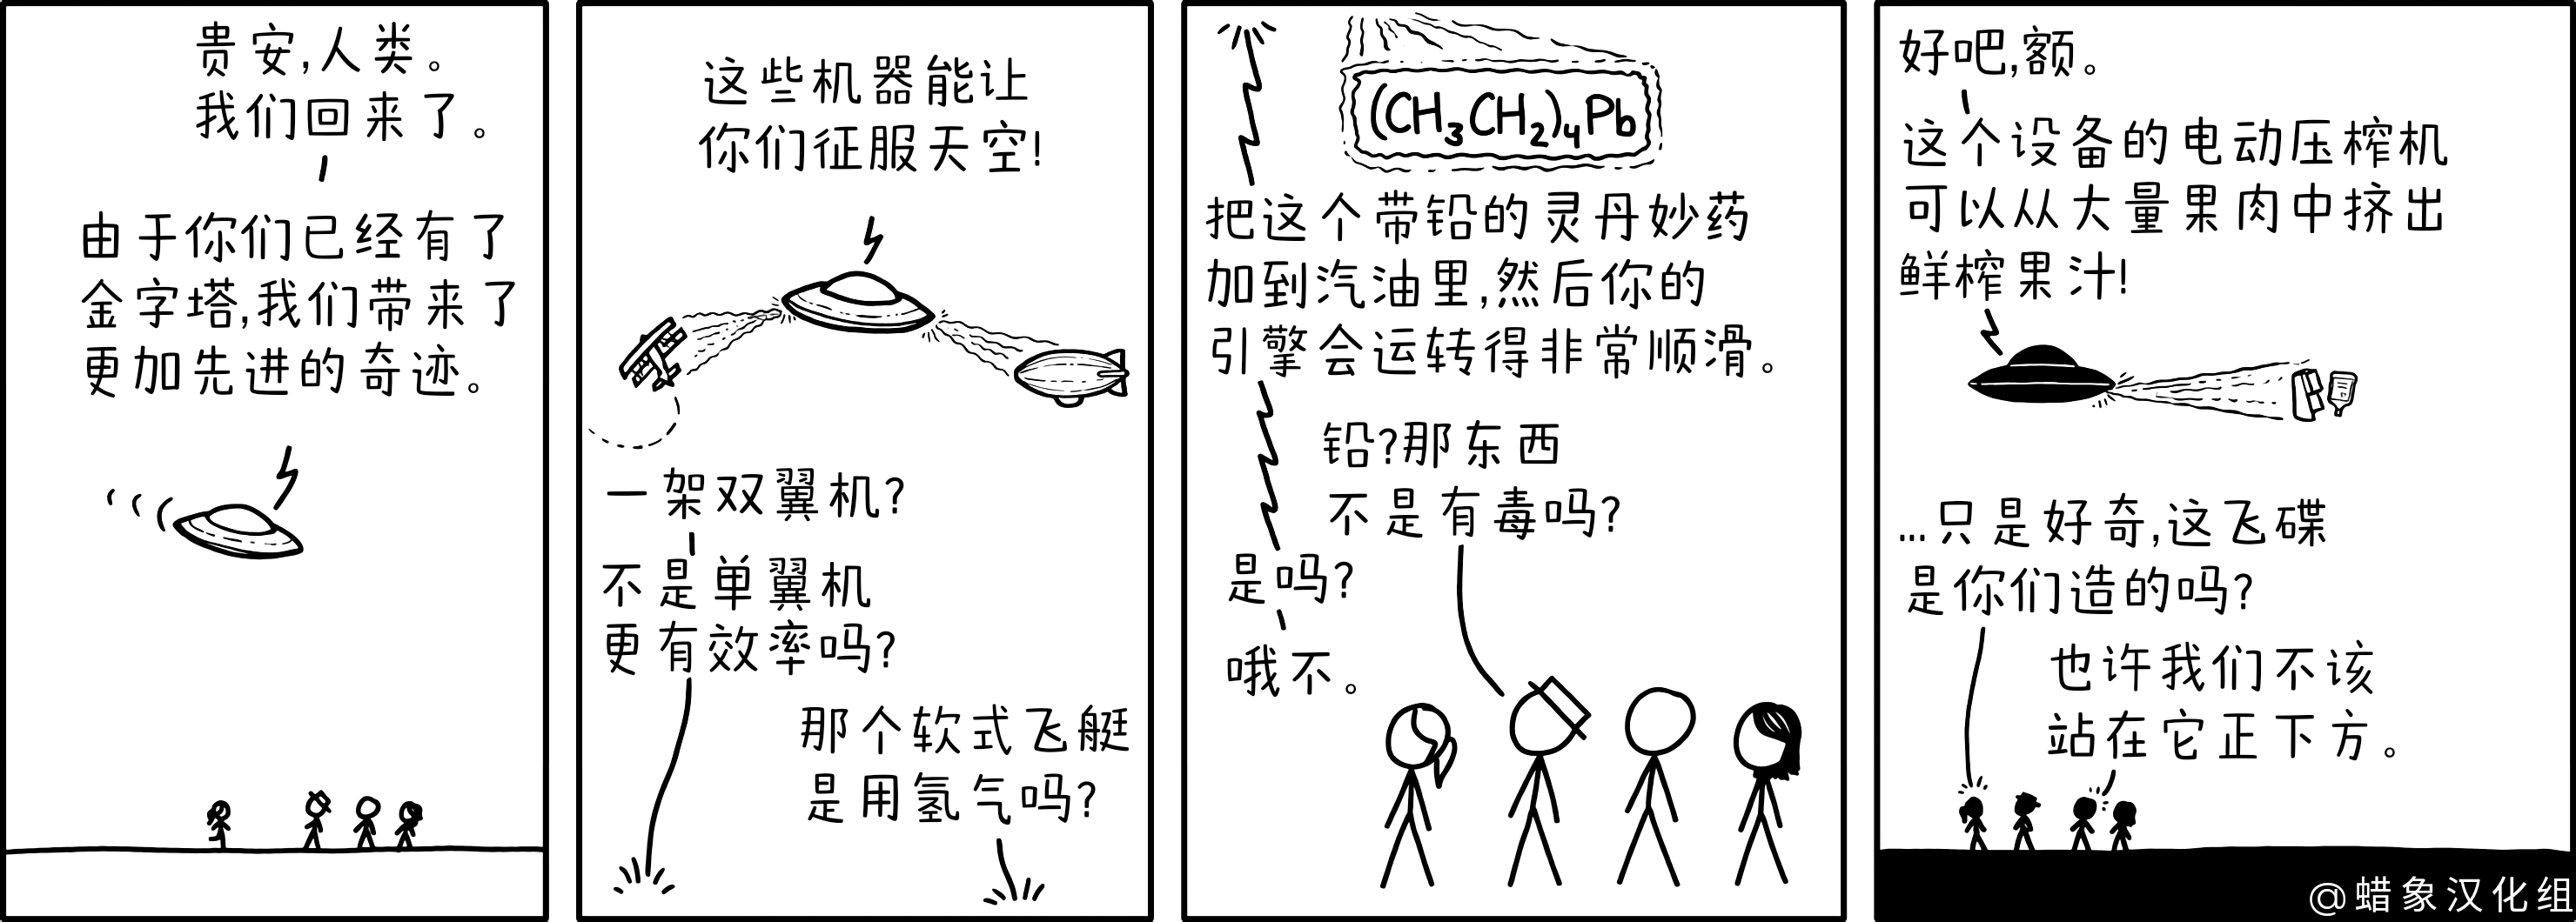 贵安,人类。
我们回来了。
由于你们已经有了
金字塔,我们带来了
更加先进的奇迹。
这些机器能让
你们征服天空!
一架双翼机?
不是单翼机
更有效率吗?
那个软式飞艇
是用氢气吗?
(CH3CH2)4Pb
把这个带铅的灵丹妙药
加到汽油里,然后你的
引擎会运转得非常顺滑。
铅?那东西
不是有毒吗?
是吗?
哦不。
好吧,额。
这个设备的电动压榨机
可以从大量果肉中挤出
鲜榨果汁!
...只是好奇,这飞碟
是你们造的吗?
也许我们不该
站在它正下方。
@蜡象汉化组